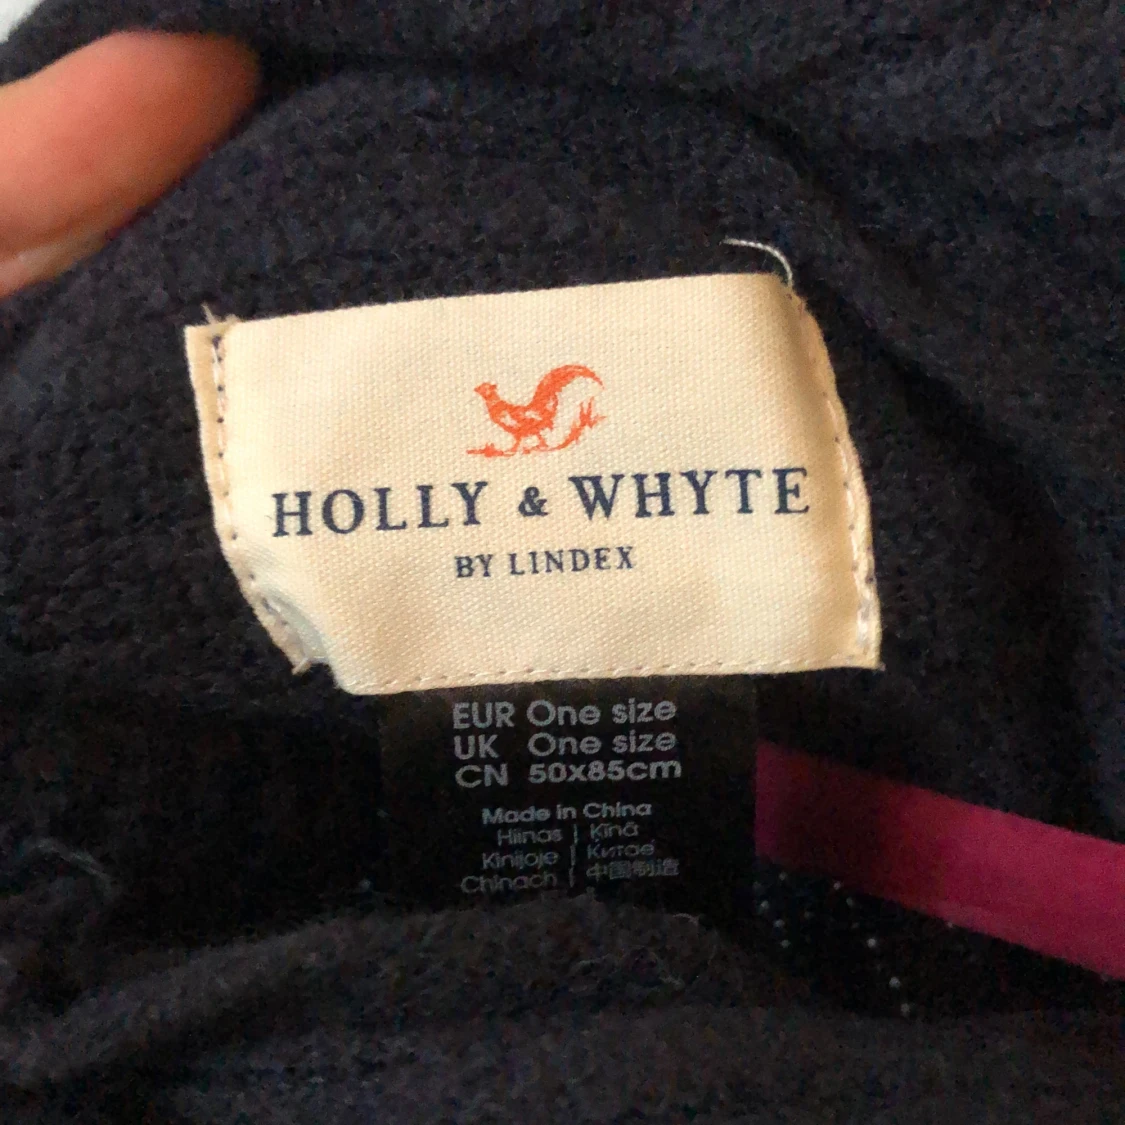 HOLLY & WHYTE
BY LINDEX
EUR One size
UK One size
CN 50x85cm
Made in China
Hiinas | Ķīnā
Kinijoje | Китае
Chinach | 中国制造